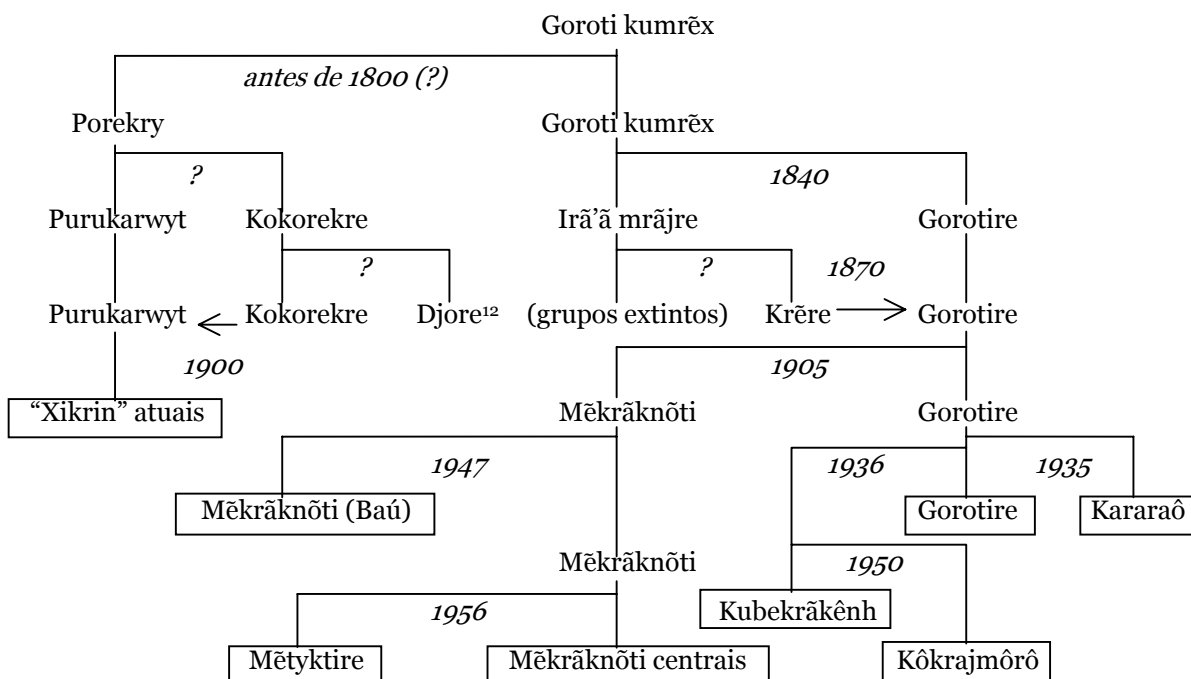 Goroti kumrẽx
antes de 1800 (?)
Porekry Goroti kumrẽx
? 1840
Purukarwyt Kokorekre Irã’ã mrãjre Gorotire
? ? 1870
Purukarwyt Kokorekre Djore¹² (grupos extintos) Krẽre Gorotire
1900 1905
“Xikrin” atuais Mẽkrãknõti Gorotire
1947 1936 1935
Mẽkrãknõti (Baú) Gorotire Kararaô
Mẽkrãknõti 1950
1956 Kubekrãkênh
Mẽtyktire Mẽkrãknõti centrais Kôkrajmôrô